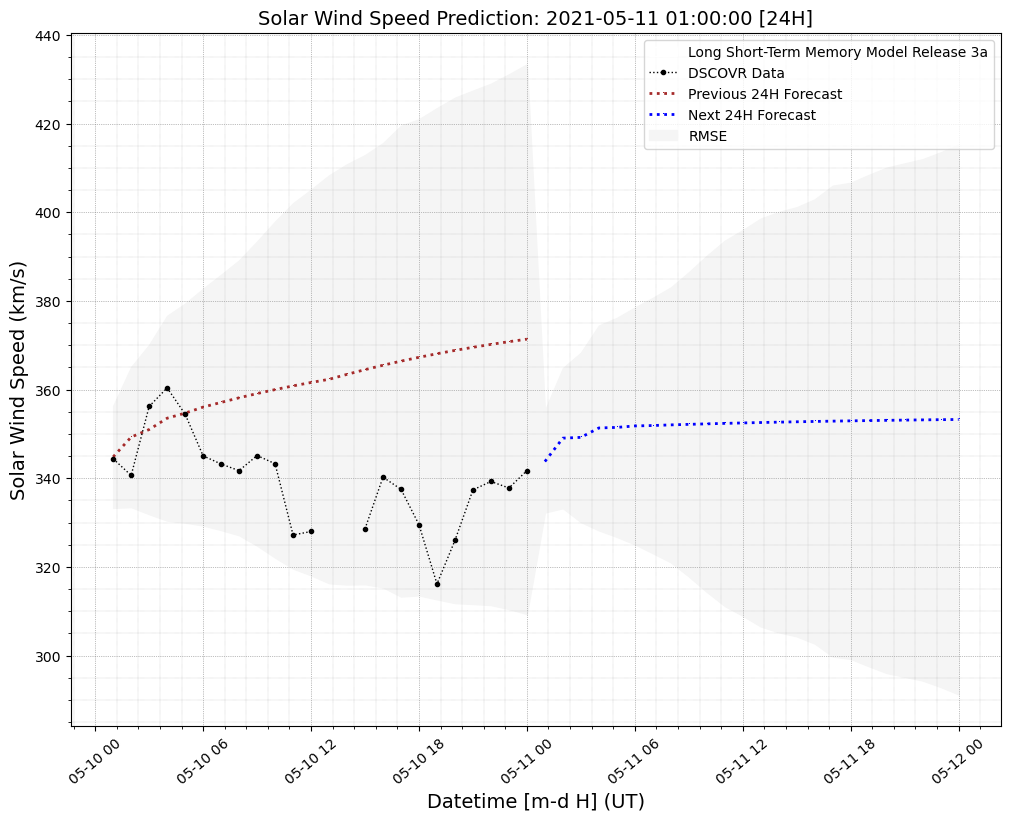 Solar Wind Speed Prediction: 2021-05-11 01:00:00 [24H]
Long Short-Term Memory Model Release 3a
DSCOVR Data
Previous 24H Forecast
Next 24H Forecast
RMSE
Solar Wind Speed (km/s)
440
420
400
380
360
340
320
300
05-10 00
05-10 06
05-10 12
05-10 18
05-11 00
05-11 06
05-11 12
05-11 18
05-12 00
Datetime [m-d H] (UT)